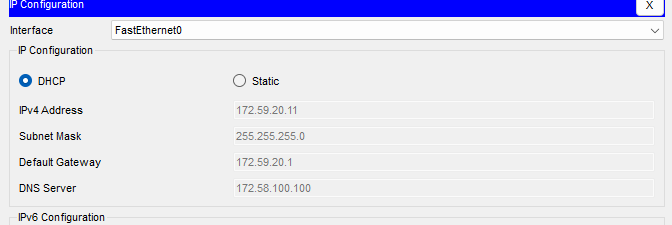 IP Configuration X
Interface FastEthernet0
IP Configuration
DHCP Static
IPv4 Address 172.59.20.11
Subnet Mask 255.255.255.0
Default Gateway 172.59.20.1
DNS Server 172.58.100.100
IPv6 Configuration